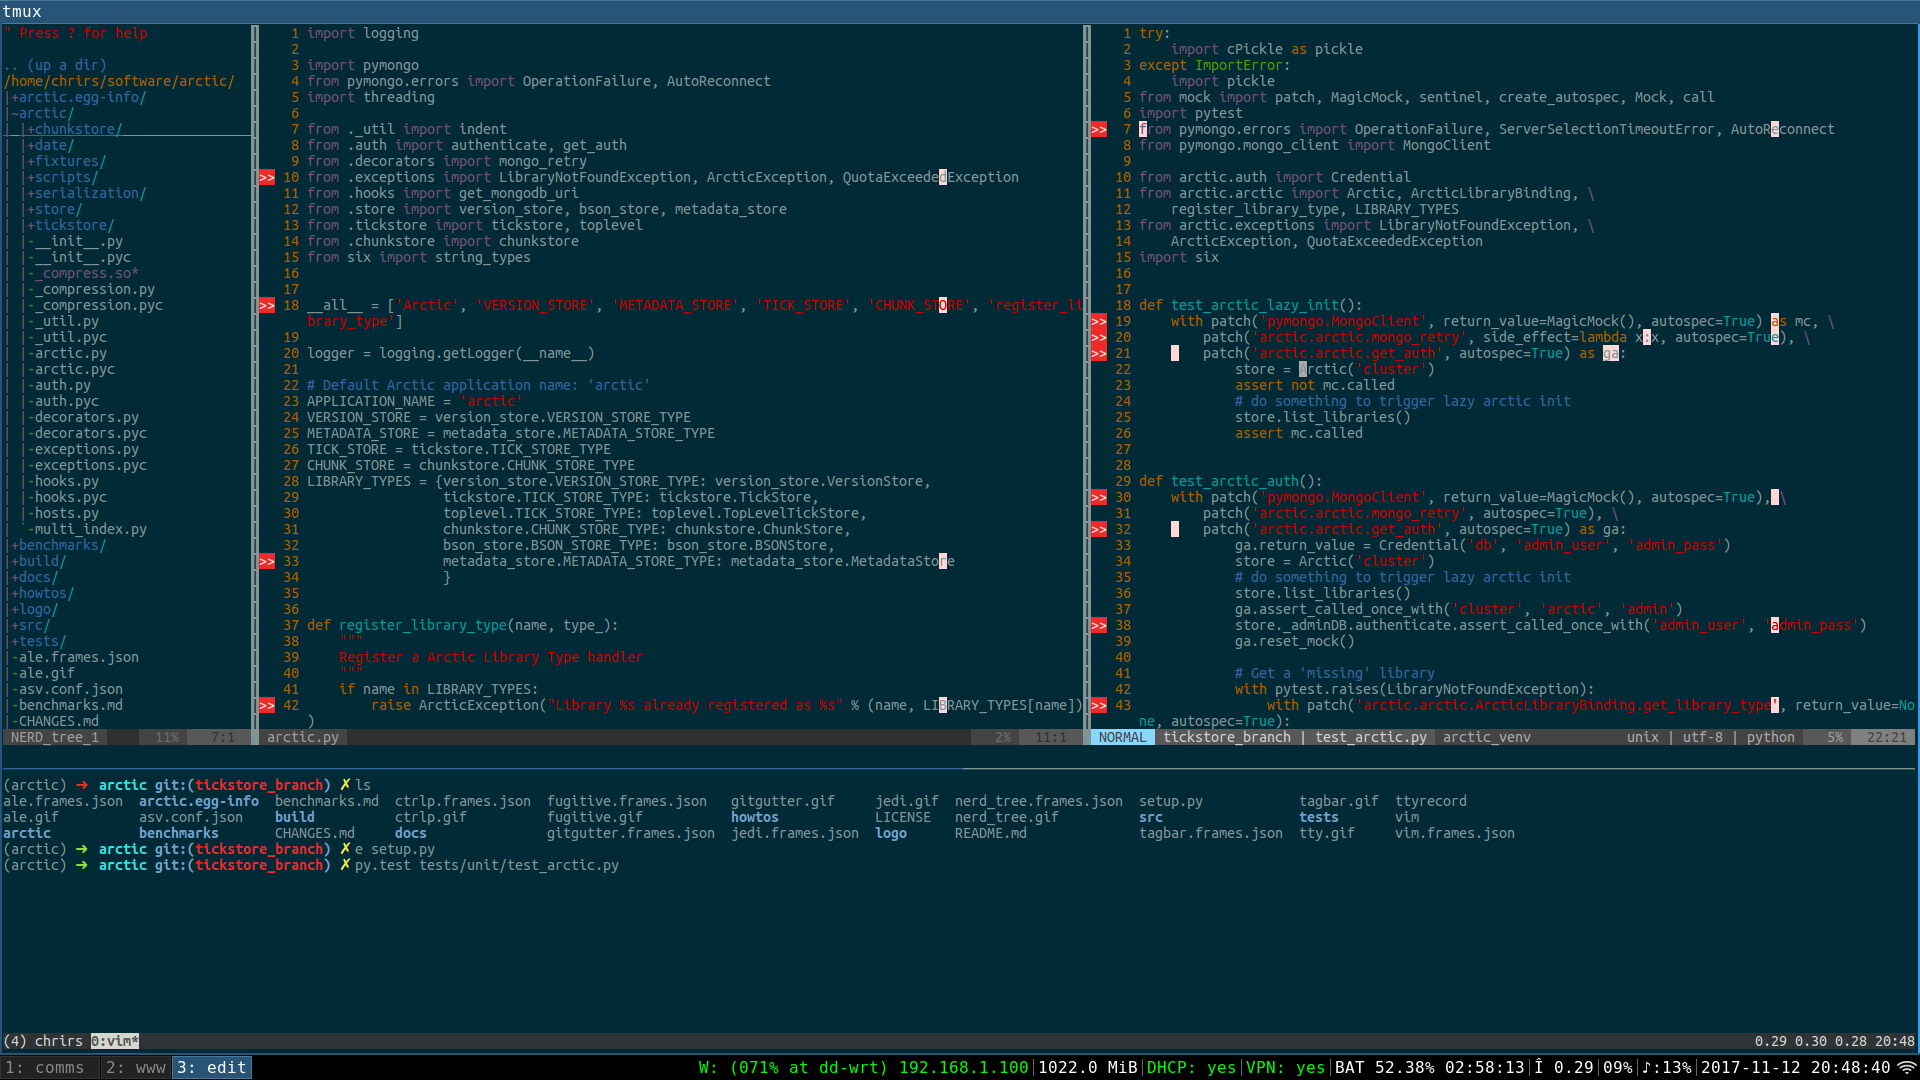 tmux
" Press ? for help
.. (up a dir)
/home/chrirs/software/arctic/
|+arctic.egg-info/
|~arctic/
| |+chunkstore/
| |+date/
| |+fixtures/
| |+scripts/
| |+serialization/
| |+store/
| |+tickstore/
| |-__init__.py
| |-__init__.pyc
| |-_compress.so*
| |-_compression.py
| |-_compression.pyc
| |-_util.py
| |-_util.pyc
| |-arctic.py
| |-arctic.pyc
| |-auth.py
| |-auth.pyc
| |-decorators.py
| |-decorators.pyc
| |-exceptions.py
| |-exceptions.pyc
| |-hooks.py
| |-hooks.pyc
| |-hosts.py
| `-multi_index.py
|+benchmarks/
|+build/
|+docs/
|+howtos/
|+logo/
|+src/
|+tests/
|-ale.frames.json
|-ale.gif
|-asv.conf.json
|-benchmarks.md
|-CHANGES.md
NERD_tree_1 11% 7:1
1 import logging
2
3 import pymongo
4 from pymongo.errors import OperationFailure, AutoReconnect
5 import threading
6
7 from ._util import indent
8 from .auth import authenticate, get_auth
9 from .decorators import mongo_retry
>> 10 from .exceptions import LibraryNotFoundException, ArcticException, QuotaExceededException
11 from .hooks import get_mongodb_uri
12 from .store import version_store, bson_store, metadata_store
13 from .tickstore import tickstore, toplevel
14 from .chunkstore import chunkstore
15 from six import string_types
16
17
>> 18 __all__ = ['Arctic', 'VERSION_STORE', 'METADATA_STORE', 'TICK_STORE', 'CHUNK_STORE', 'register_li
brary_type']
19
20 logger = logging.getLogger(__name__)
21
22 # Default Arctic application name: 'arctic'
23 APPLICATION_NAME = 'arctic'
24 VERSION_STORE = version_store.VERSION_STORE_TYPE
25 METADATA_STORE = metadata_store.METADATA_STORE_TYPE
26 TICK_STORE = tickstore.TICK_STORE_TYPE
27 CHUNK_STORE = chunkstore.CHUNK_STORE_TYPE
28 LIBRARY_TYPES = {version_store.VERSION_STORE_TYPE: version_store.VersionStore,
29 tickstore.TICK_STORE_TYPE: tickstore.TickStore,
30 toplevel.TICK_STORE_TYPE: toplevel.TopLevelTickStore,
31 chunkstore.CHUNK_STORE_TYPE: chunkstore.ChunkStore,
32 bson_store.BSON_STORE_TYPE: bson_store.BSONStore,
>> 33 metadata_store.METADATA_STORE_TYPE: metadata_store.MetadataStore
34 }
35
36
37 def register_library_type(name, type_):
38 """
39 Register a Arctic Library Type handler
40 """
41 if name in LIBRARY_TYPES:
>> 42 raise ArcticException("Library %s already registered as %s" % (name, LIBRARY_TYPES[name])
)
arctic.py 2% 11:1
1 try:
2 import cPickle as pickle
3 except ImportError:
4 import pickle
5 from mock import patch, MagicMock, sentinel, create_autospec, Mock, call
6 import pytest
>> 7 from pymongo.errors import OperationFailure, ServerSelectionTimeoutError, AutoReconnect
8 from pymongo.mongo_client import MongoClient
9
10 from arctic.auth import Credential
11 from arctic.arctic import Arctic, ArcticLibraryBinding, \
12 register_library_type, LIBRARY_TYPES
13 from arctic.exceptions import LibraryNotFoundException, \
14 ArcticException, QuotaExceededException
15 import six
16
17
18 def test_arctic_lazy_init():
>> 19 with patch('pymongo.MongoClient', return_value=MagicMock(), autospec=True) as mc, \
>> 20 patch('arctic.arctic.mongo_retry', side_effect=lambda x:x, autospec=True), \
>> 21 patch('arctic.arctic.get_auth', autospec=True) as ga:
22 store = Arctic('cluster')
23 assert not mc.called
24 # do something to trigger lazy arctic init
25 store.list_libraries()
26 assert mc.called
27
28
29 def test_arctic_auth():
>> 30 with patch('pymongo.MongoClient', return_value=MagicMock(), autospec=True), \
31 patch('arctic.arctic.mongo_retry', autospec=True), \
>> 32 patch('arctic.arctic.get_auth', autospec=True) as ga:
33 ga.return_value = Credential('db', 'admin_user', 'admin_pass')
34 store = Arctic('cluster')
35 # do something to trigger lazy arctic init
36 store.list_libraries()
37 ga.assert_called_once_with('cluster', 'arctic', 'admin')
>> 38 store._adminDB.authenticate.assert_called_once_with('admin_user', 'admin_pass')
39 ga.reset_mock()
40
41 # Get a 'missing' library
42 with pytest.raises(LibraryNotFoundException):
>> 43 with patch('arctic.arctic.ArcticLibraryBinding.get_library_type', return_value=No
ne, autospec=True):
NORMAL tickstore_branch | test_arctic.py arctic_venv unix | utf-8 | python 5% 22:21
(arctic) ➜ arctic git:(tickstore_branch) ✗ ls
ale.frames.json arctic.egg-info benchmarks.md ctrlp.frames.json fugitive.frames.json gitgutter.gif jedi.gif nerd_tree.frames.json setup.py tagbar.gif ttyrecord
ale.gif asv.conf.json build ctrlp.gif fugitive.gif howtos LICENSE nerd_tree.gif src tests vim
arctic benchmarks CHANGES.md docs gitgutter.frames.json jedi.frames.json logo README.md tagbar.frames.json tty.gif vim.frames.json
(arctic) ➜ arctic git:(tickstore_branch) ✗ e setup.py
(arctic) ➜ arctic git:(tickstore_branch) ✗ py.test tests/unit/test_arctic.py
(4) chrirs 0:vim* 0.29 0.30 0.28 20:48
1: comms 2: www 3: edit W: (071% at dd-wrt) 192.168.1.100|1022.0 MiB|DHCP: yes|VPN: yes|BAT 52.38% 02:58:13|Î 0.29|09%|♪:13%|2017-11-12 20:48:40